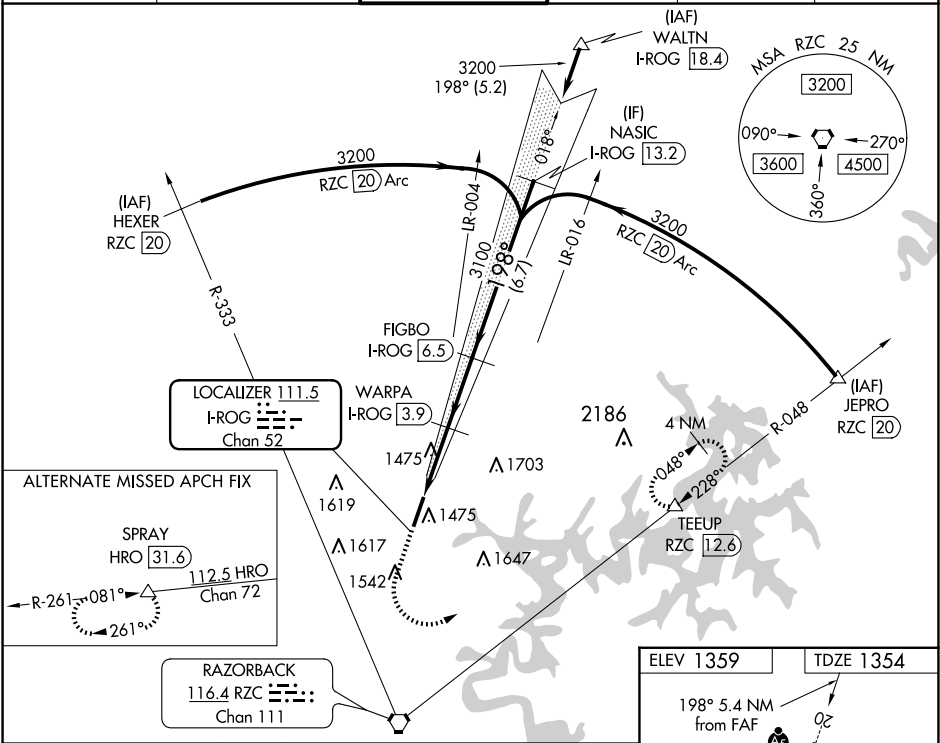 (IAF)
WALTN
I-ROG 18.4
3200
198° (5.2)
MSA RZC 25 NM
3200
090°
270°
3600
4500
360°
(IF)
NASIC
I-ROG 13.2
018°
3200
RZC 20 Arc
(IAF)
HEXER
RZC 20
LR-004
3100
198°
(6.7)
LR-016
3200
RZC 20 Arc
R-333
FIGBO
I-ROG 6.5
LOCALIZER 111.5
I-ROG
Chan 52
WARPA
I-ROG 3.9
(IAF)
JEPRO
RZC 20
R-048
2186
4 NM
048°
228°
1475
1703
1619
1475
TEEUP
RZC 12.6
1617
1647
1542
ALTERNATE MISSED APCH FIX
SPRAY
HRO 31.6
112.5 HRO
Chan 72
R-261
081°
261°
RAZORBACK
116.4 RZC
Chan 111
ELEV 1359
TDZE 1354
198° 5.4 NM
from FAF
20